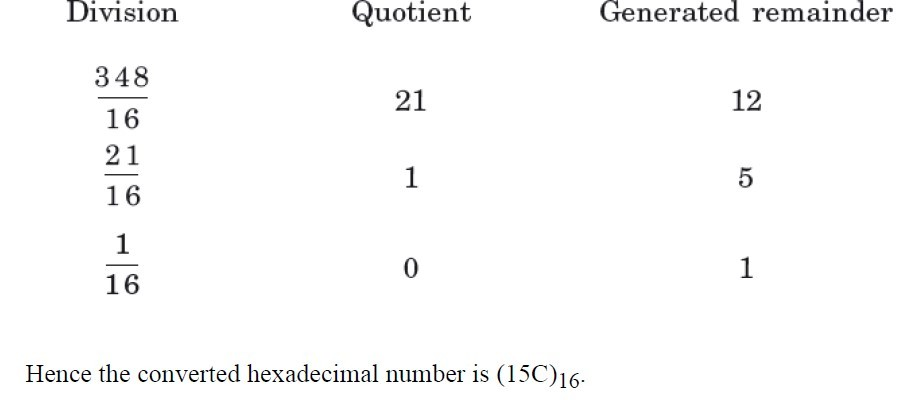 Division Quotient Generated remainder
348
16 21 12
21
16 1 5
1
16 0 1
Hence the converted hexadecimal number is (15C)16.